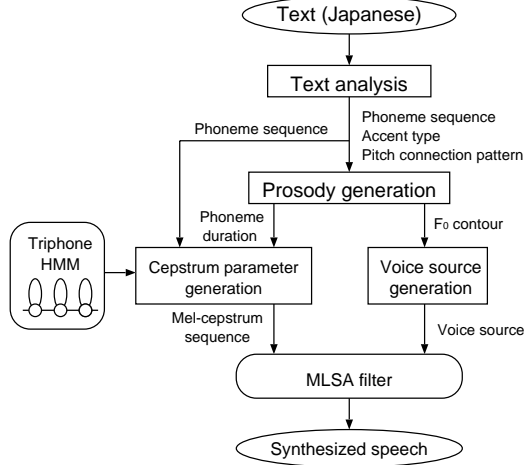 Text (Japanese)
Text analysis
Phoneme sequence
Phoneme sequence
Accent type
Pitch connection pattern
Prosody generation
Phoneme
duration
F0 contour
Triphone
HMM
Cepstrum parameter
generation
Voice source
generation
Mel-cepstrum
sequence
Voice source
MLSA filter
Synthesized speech